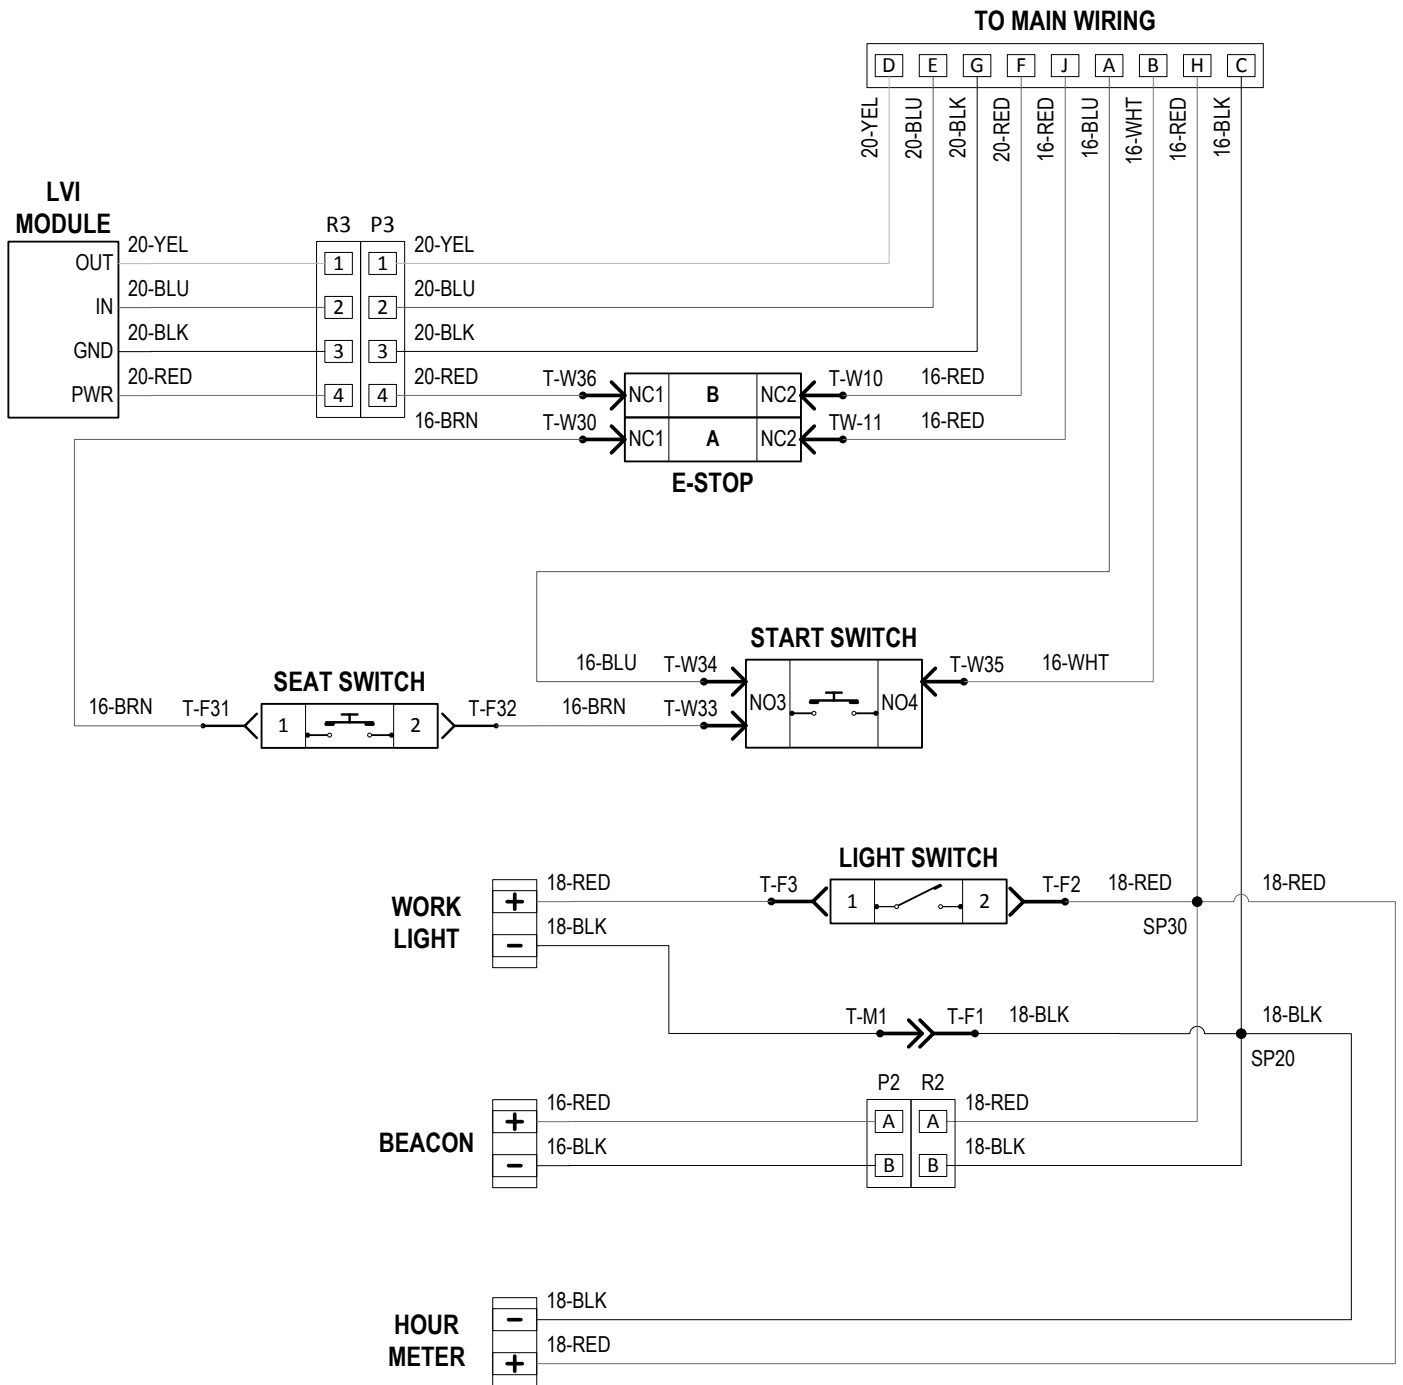 TO MAIN WIRING
D E G F J A B H C
20-YEL 20-BLU 20-BLK 20-RED 16-RED 16-BLU 16-WHT 16-RED 16-BLK
LVI
MODULE
R3 P3
OUT 20-YEL 1 1 20-YEL
IN 20-BLU 2 2 20-BLU
GND 20-BLK 3 3 20-BLK
PWR 20-RED 4 4 20-RED T-W36 NC1 B NC2 T-W10 16-RED
16-BRN T-W30 NC1 A NC2 TW-11 16-RED
E-STOP
START SWITCH
16-BLU T-W34 NO3 NO4 T-W35 16-WHT
SEAT SWITCH
16-BRN T-F31 1 2 T-F32 16-BRN T-W33
LIGHT SWITCH
WORK
LIGHT
+ 18-RED T-F3 1 2 T-F2 18-RED 18-RED
SP30
- 18-BLK
T-M1 T-F1 18-BLK 18-BLK
SP20
P2 R2
BEACON
+ 16-RED A A 18-RED
- 16-BLK B B 18-BLK
HOUR
METER
- 18-BLK
+ 18-RED